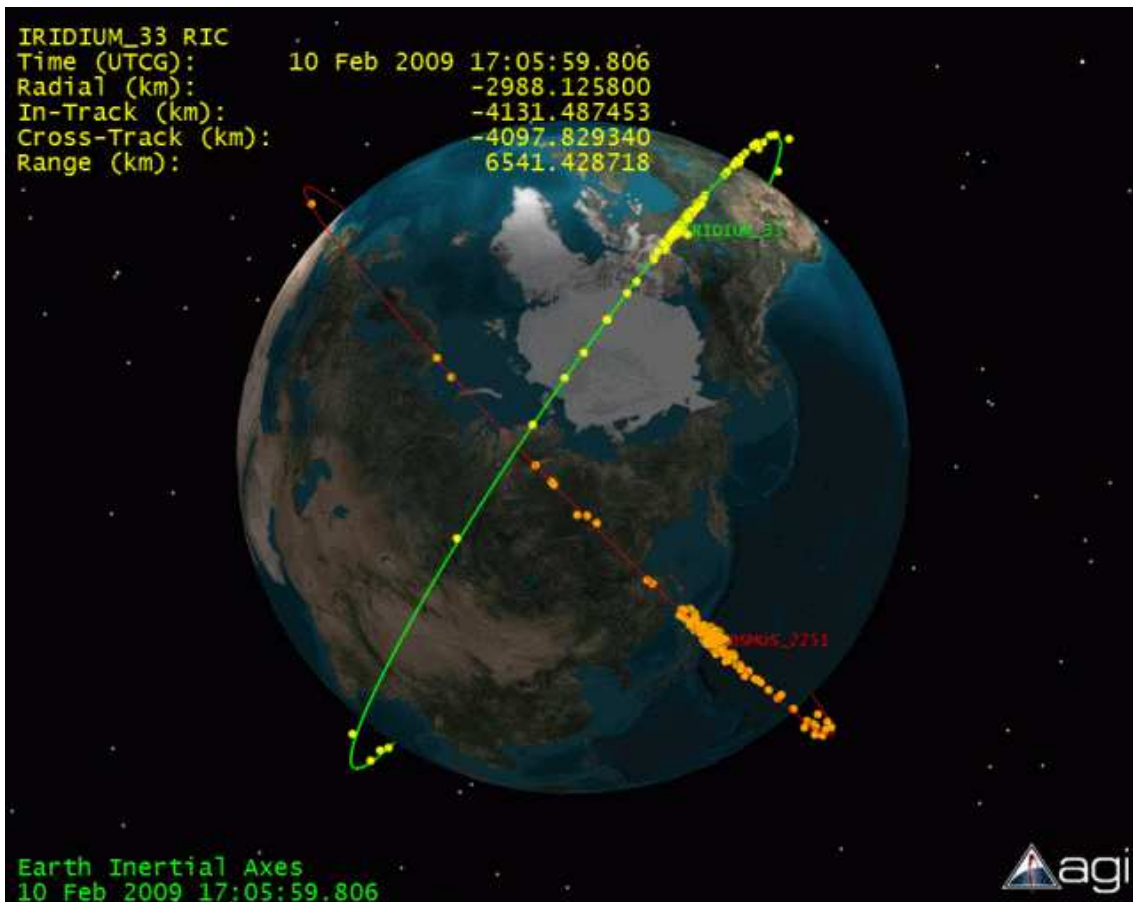 IRIDIUM_33 RIC
Time (UTCG): 10 Feb 2009 17:05:59.806
Radial (km): -2988.125800
In-Track (km): -4131.487453
Cross-Track (km): -4097.829340
Range (km): 6541.428718
IRIDIUM_33
OSMOS_2251
Earth Inertial Axes
10 Feb 2009 17:05:59.806
agi